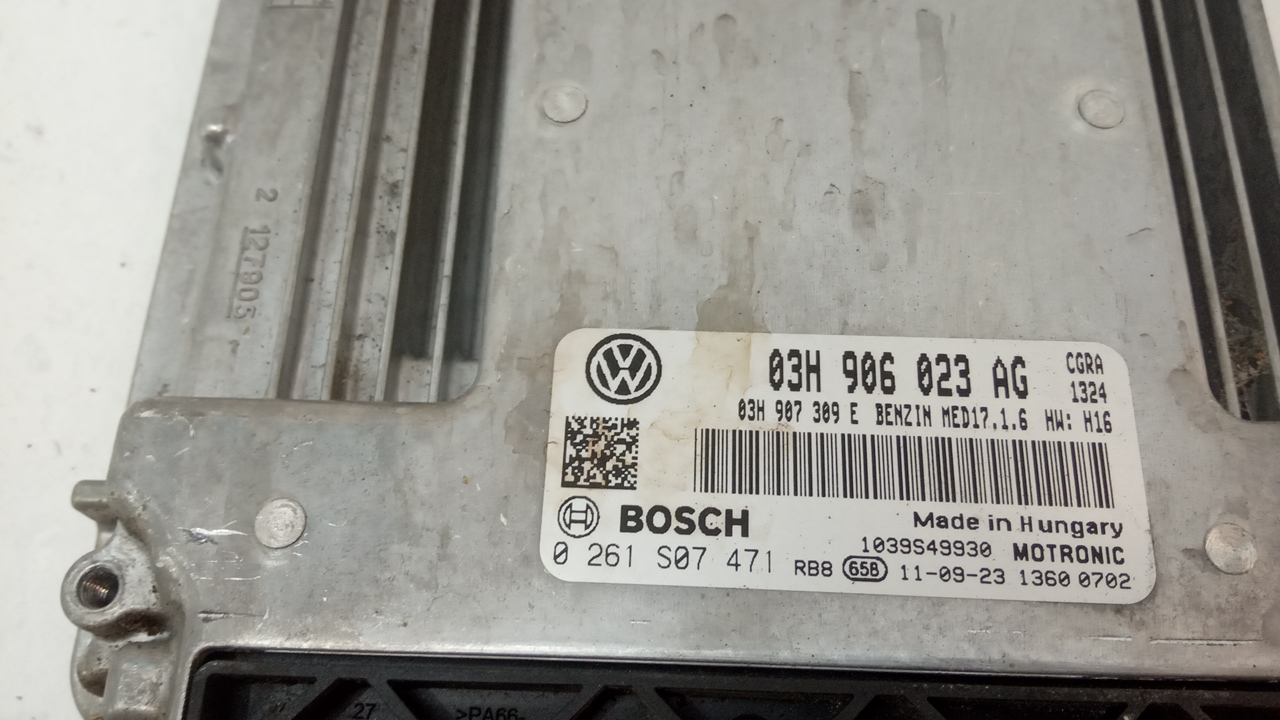 2 127905
03H 906 023 AG
CGRA
1324
03H 907 309 E BENZIN MED17.1.6 HW: H16
BOSCH
Made in Hungary
1039S49930 MOTRONIC
0 261 S07 471 RB8 658 11-09-23 1360 0702
27 >PA66-